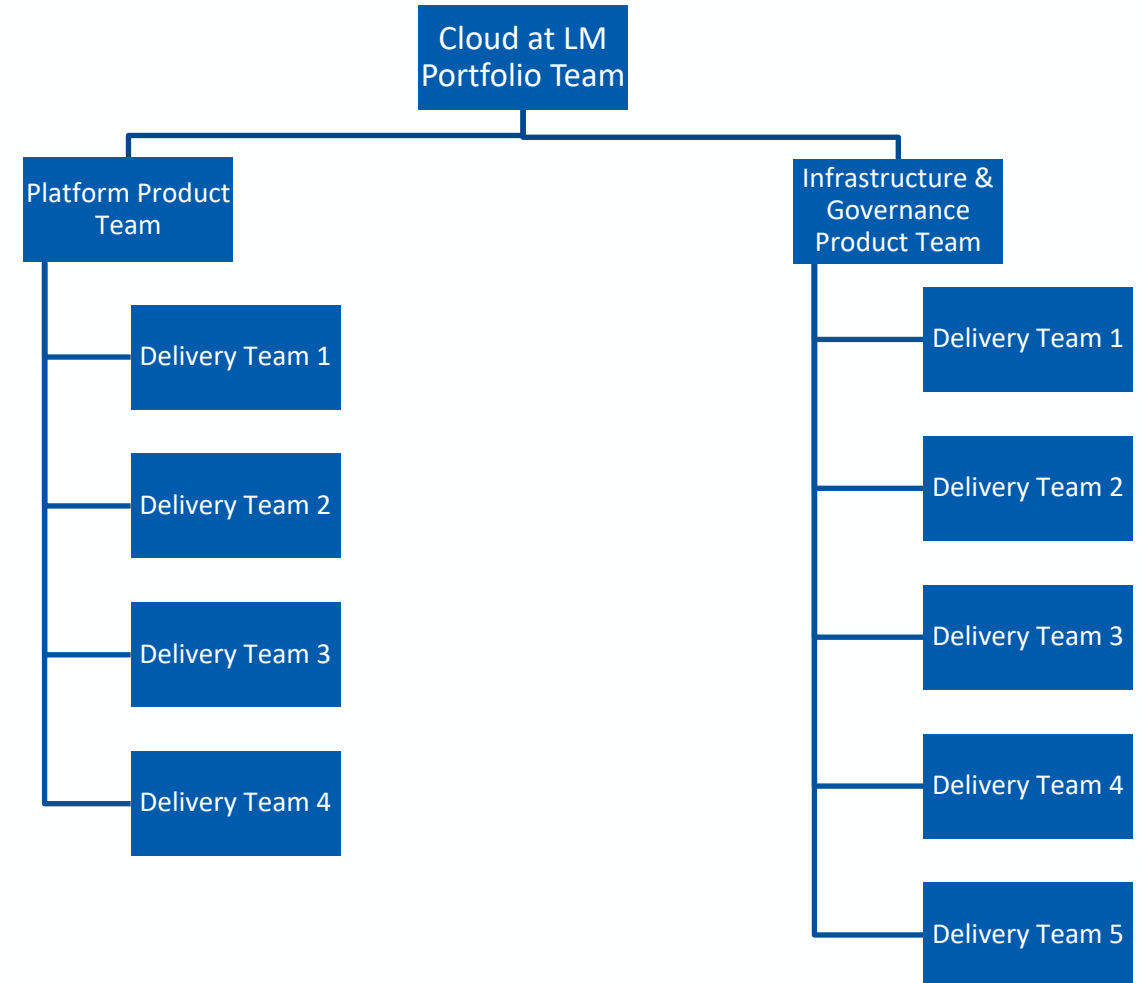 Cloud at LM
Portfolio Team
Platform Product
Team
Delivery Team 1
Delivery Team 2
Delivery Team 3
Delivery Team 4
Infrastructure &
Governance
Product Team
Delivery Team 1
Delivery Team 2
Delivery Team 3
Delivery Team 4
Delivery Team 5